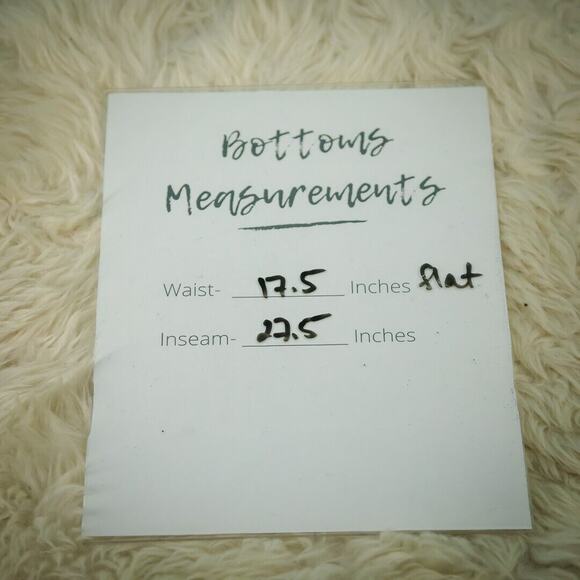 Bottoms
Measurements
Waist- 17.5 Inches flat
Inseam- 27.5 Inches